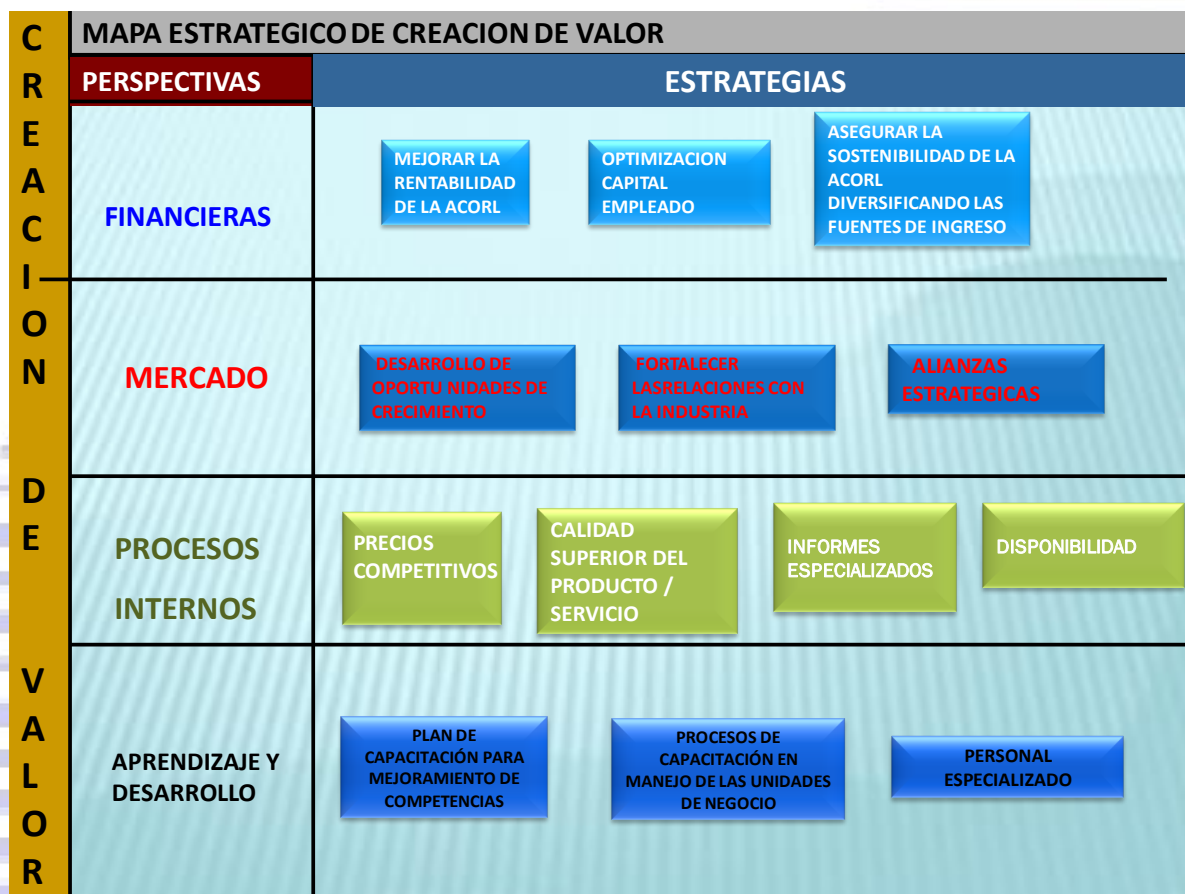 CREACION DE VALOR
MAPA ESTRATEGICO DE CREACION DE VALOR
PERSPECTIVAS
ESTRATEGIAS
FINANCIERAS
MEJORAR LA
RENTABILIDAD
DE LA ACORL
OPTIMIZACION
CAPITAL
EMPLEADO
ASEGURAR LA
SOSTENIBILIDAD DE LA
ACORL
DIVERSIFICANDO LAS
FUENTES DE INGRESO
MERCADO
DESARROLLO DE
OPORTU NIDADES DE
CRECIMIENTO
FORTALECER
LASRELACIONES CON
LA INDUSTRIA
ALIANZAS
ESTRATEGICAS
PROCESOS
INTERNOS
PRECIOS
COMPETITIVOS
CALIDAD
SUPERIOR DEL
PRODUCTO /
SERVICIO
INFORMES
ESPECIALIZADOS
DISPONIBILIDAD
APRENDIZAJE Y
DESARROLLO
PLAN DE
CAPACITACIÓN PARA
MEJORAMIENTO DE
COMPETENCIAS
PROCESOS DE
CAPACITACIÓN EN
MANEJO DE LAS UNIDADES
DE NEGOCIO
PERSONAL
ESPECIALIZADO